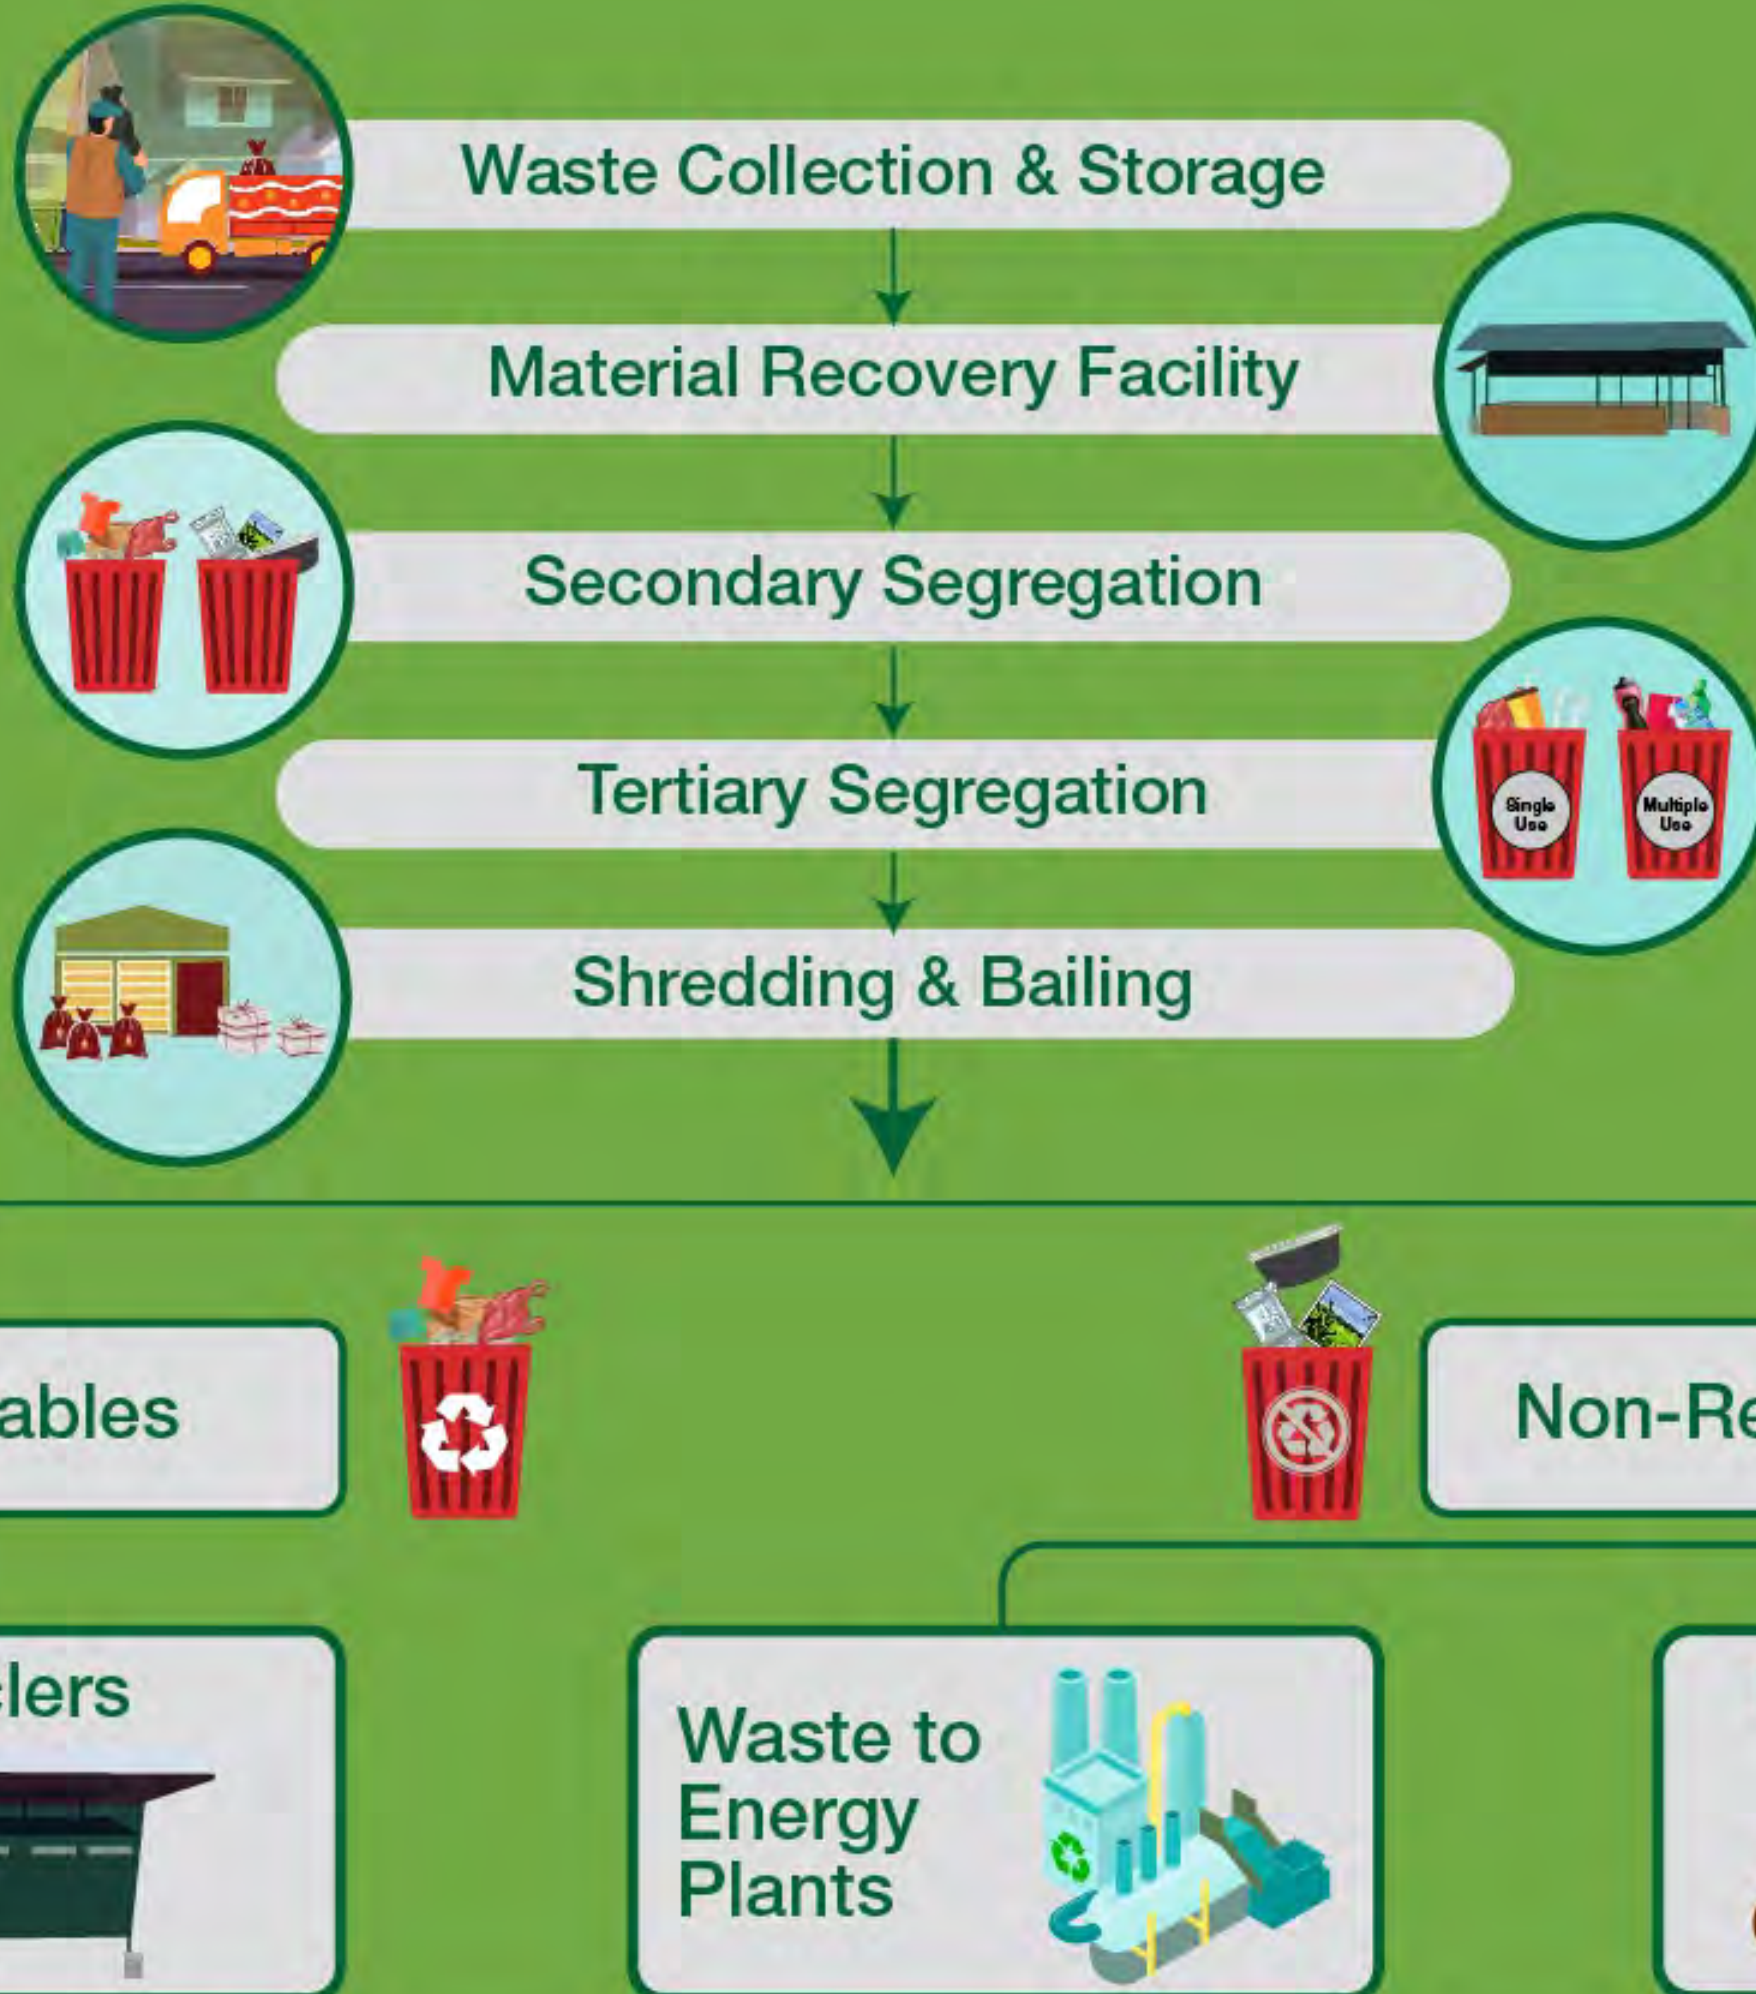 Waste Collection & Storage
Material Recovery Facility
Secondary Segregation
Tertiary Segregation
Single
Use
Multiple
Use
Shredding & Bailing
ables
Non-Re
clers
Waste to
Energy
Plants